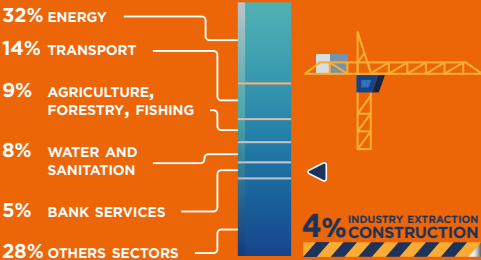 32% ENERGY
14% TRANSPORT
9% AGRICULTURE,
FORESTRY, FISHING
8% WATER AND
SANITATION
5% BANK SERVICES
28% OTHERS SECTORS
4% INDUSTRY EXTRACTION
CONSTRUCTION